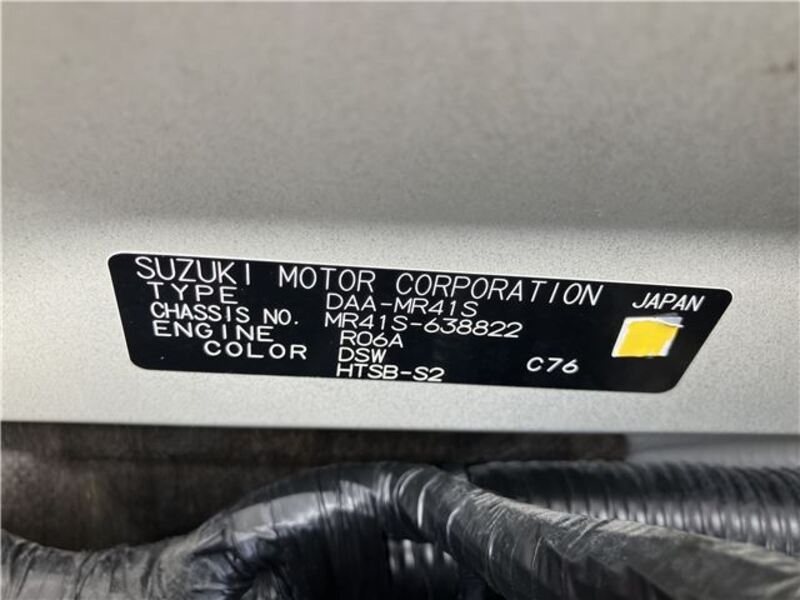 SUZUKI MOTOR CORPORATION JAPAN
TYPE DAA-MR41S
CHASSIS NO. MR41S-638822
ENGINE R06A
COLOR DSW
HTSB-S2 C76